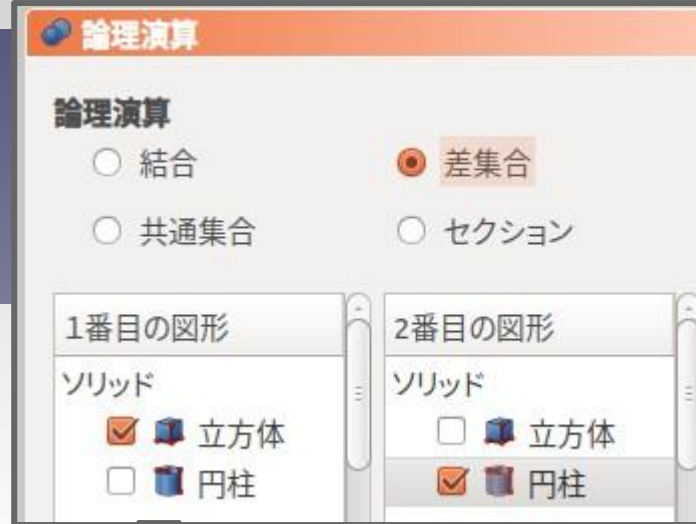 論理演算
論理演算
結合
差集合
共通集合
セクション
1番目の図形
2番目の図形
ソリッド
ソリッド
立方体
立方体
円柱
円柱